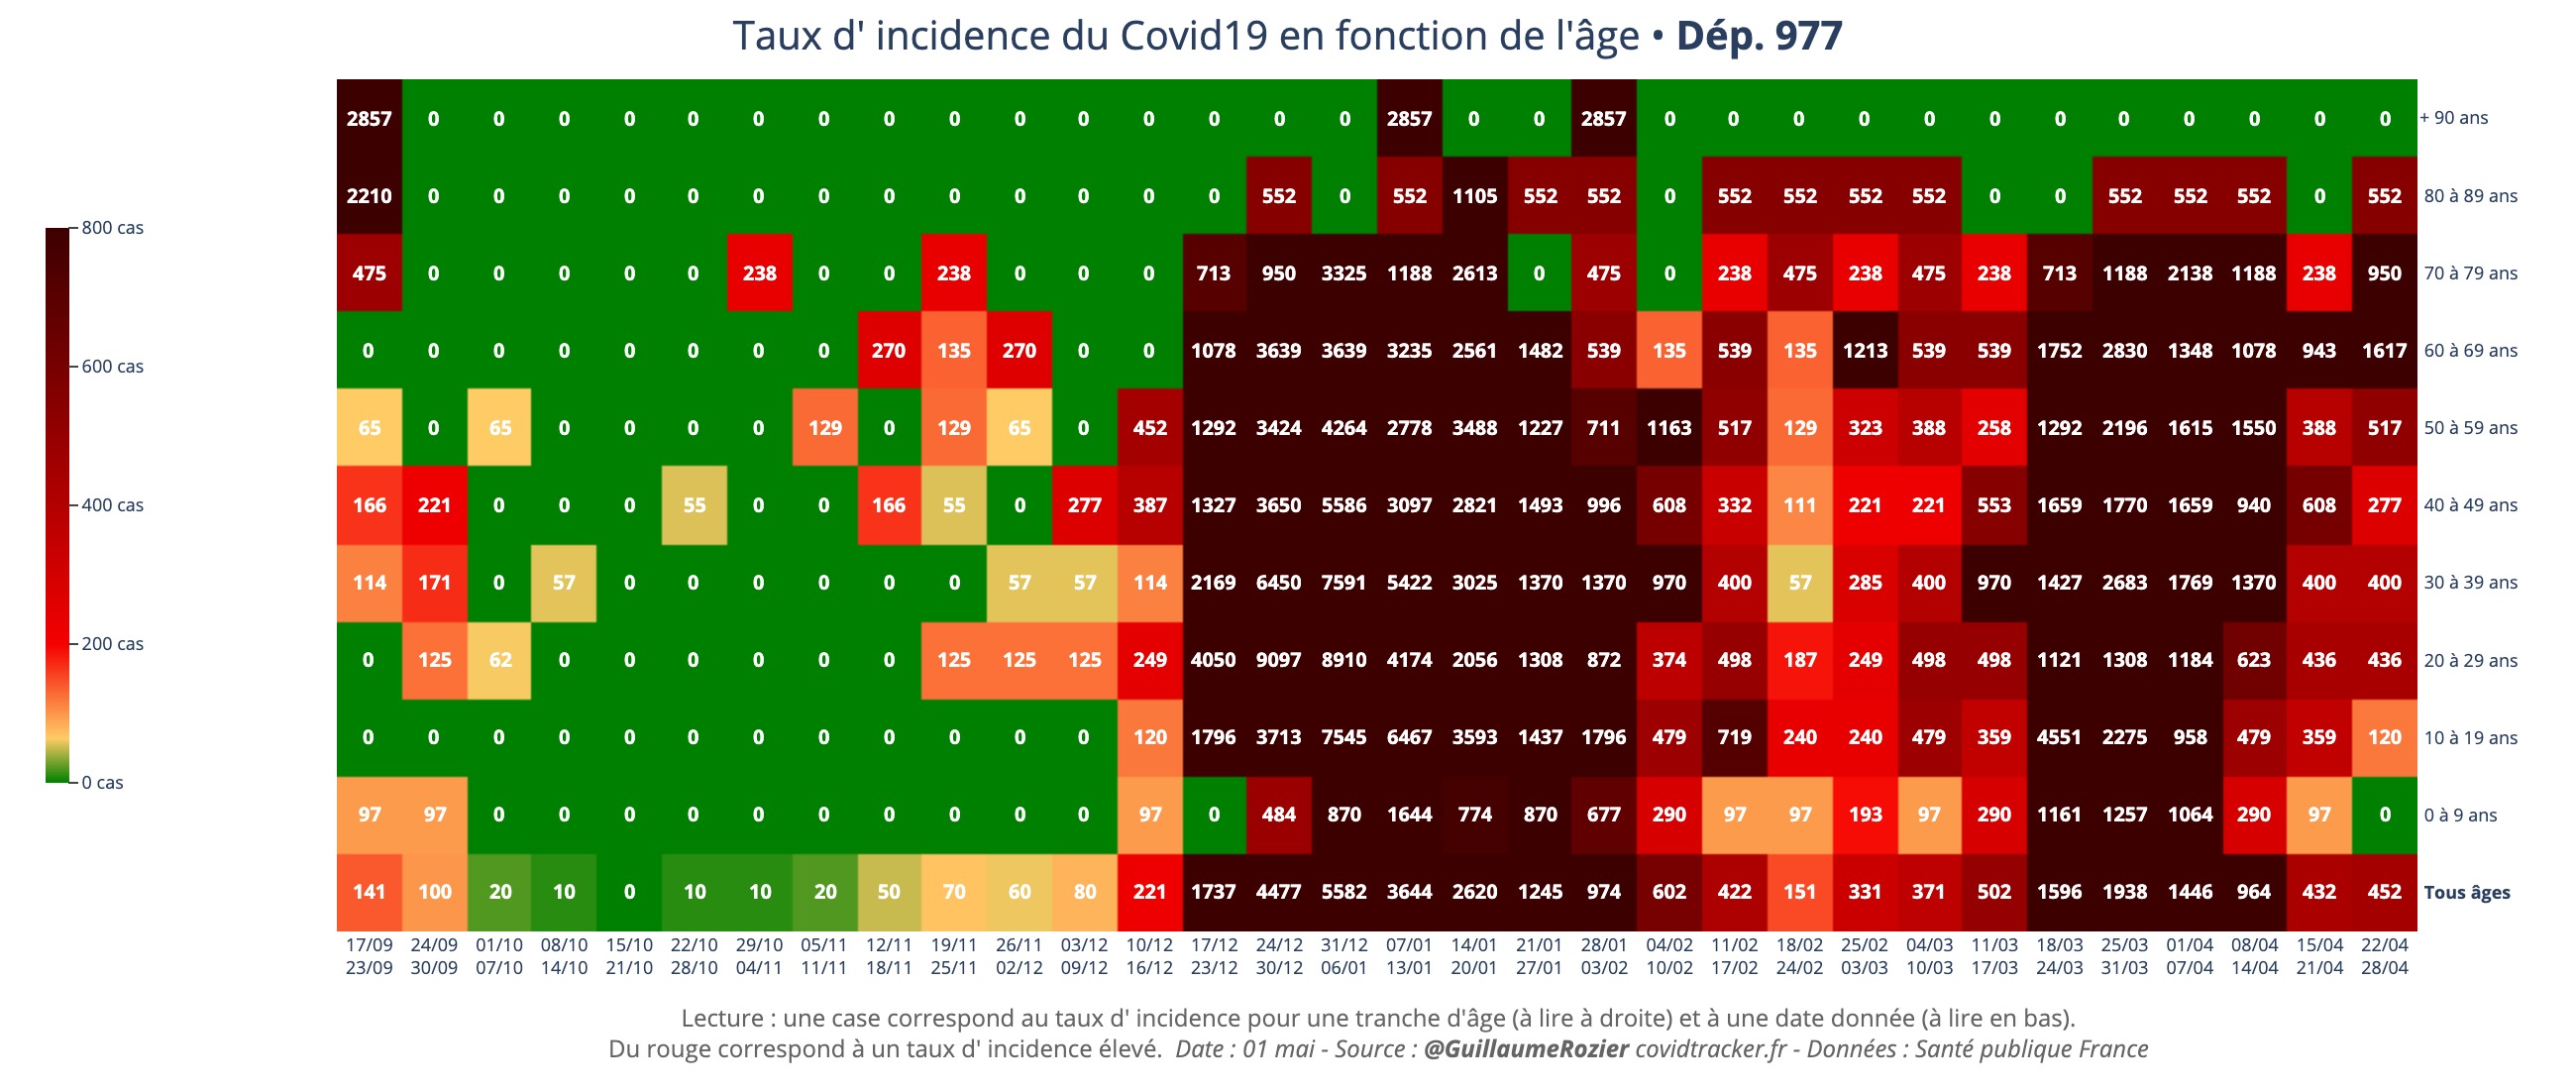 Taux d' incidence du Covid19 en fonction de l'âge • Dép. 977
2857 0 0 0 0 0 0 0 0 0 0 0 0 0 0 0 2857 0 0 2857 0 0 0 0 0 0 0 0 0 0 0 0 + 90 ans
2210 0 0 0 0 0 0 0 0 0 0 0 0 0 552 0 552 1105 552 552 0 552 552 552 552 0 0 552 552 552 0 552 80 à 89 ans
800 cas
475 0 0 0 0 0 238 0 0 238 0 0 0 713 950 3325 1188 2613 0 475 0 238 475 238 475 238 713 1188 2138 1188 238 950 70 à 79 ans
0 0 0 0 0 0 0 0 270 135 270 0 0 1078 3639 3639 3235 2561 1482 539 135 539 135 1213 539 539 1752 2830 1348 1078 943 1617 60 à 69 ans
600 cas
65 0 65 0 0 0 0 129 0 129 65 0 452 1292 3424 4264 2778 3488 1227 711 1163 517 129 323 388 258 1292 2196 1615 1550 388 517 50 à 59 ans
400 cas
166 221 0 0 0 55 0 0 166 55 0 277 387 1327 3650 5586 3097 2821 1493 996 608 332 111 221 221 553 1659 1770 1659 940 608 277 40 à 49 ans
114 171 0 57 0 0 0 0 0 0 57 57 114 2169 6450 7591 5422 3025 1370 1370 970 400 57 285 400 970 1427 2683 1769 1370 400 400 30 à 39 ans
200 cas
0 125 62 0 0 0 0 0 0 125 125 125 249 4050 9097 8910 4174 2056 1308 872 374 498 187 249 498 498 1121 1308 1184 623 436 436 20 à 29 ans
0 0 0 0 0 0 0 0 0 0 0 0 120 1796 3713 7545 6467 3593 1437 1796 479 719 240 240 479 359 4551 2275 958 479 359 120 10 à 19 ans
0 cas
97 97 0 0 0 0 0 0 0 0 0 0 97 0 484 870 1644 774 870 677 290 97 97 193 97 290 1161 1257 1064 290 97 0 0 à 9 ans
141 100 20 10 0 10 10 20 50 70 60 80 221 1737 4477 5582 3644 2620 1245 974 602 422 151 331 371 502 1596 1938 1446 964 432 452 Tous âges
17/09 24/09 01/10 08/10 15/10 22/10 29/10 05/11 12/11 19/11 26/11 03/12 10/12 17/12 24/12 31/12 07/01 14/01 21/01 28/01 04/02 11/02 18/02 25/02 04/03 11/03 18/03 25/03 01/04 08/04 15/04 22/04
23/09 30/09 07/10 14/10 21/10 28/10 04/11 11/11 18/11 25/11 02/12 09/12 16/12 23/12 30/12 06/01 13/01 20/01 27/01 03/02 10/02 17/02 24/02 03/03 10/03 17/03 24/03 31/03 07/04 14/04 21/04 28/04
Lecture : une case correspond au taux d' incidence pour une tranche d'âge (à lire à droite) et à une date donnée (à lire en bas).
Du rouge correspond à un taux d' incidence élevé. Date : 01 mai - Source : @GuillaumeRozier covidtracker.fr - Données : Santé publique France